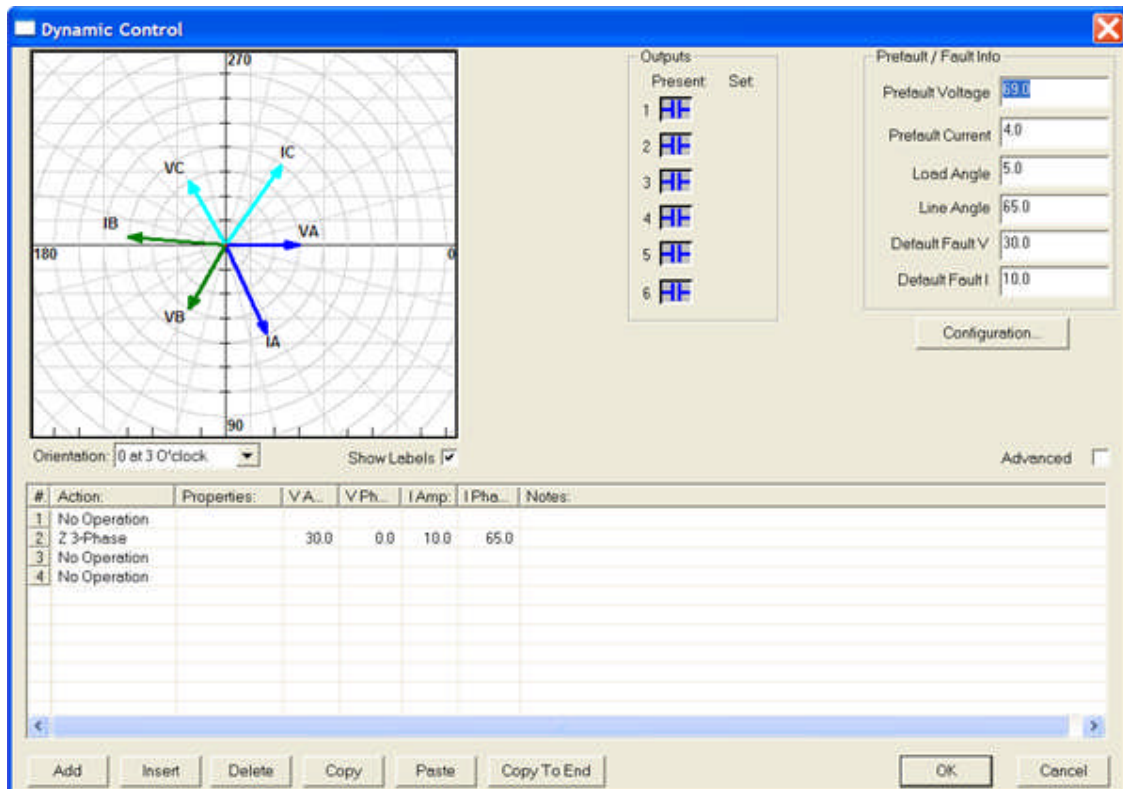 Dynamic Control
270
VC
IC
IB
VA
180
0
VB
IA
90
Orientation: 0 at 3 O'clock
Show Labels
Outputs
Present Set
1
2
3
4
5
6
Prefault / Fault Info
Prefault Voltage 69.0
Prefault Current 4.0
Load Angle 5.0
Line Angle 65.0
Default Fault V 30.0
Default Fault I 10.0
Configuration...
Advanced
# Action: Properties: V A... V Ph... I Amp: I Pha... Notes:
1 No Operation
2 Z 3-Phase 30.0 0.0 10.0 65.0
3 No Operation
4 No Operation
Add Insert Delete Copy Paste Copy To End OK Cancel